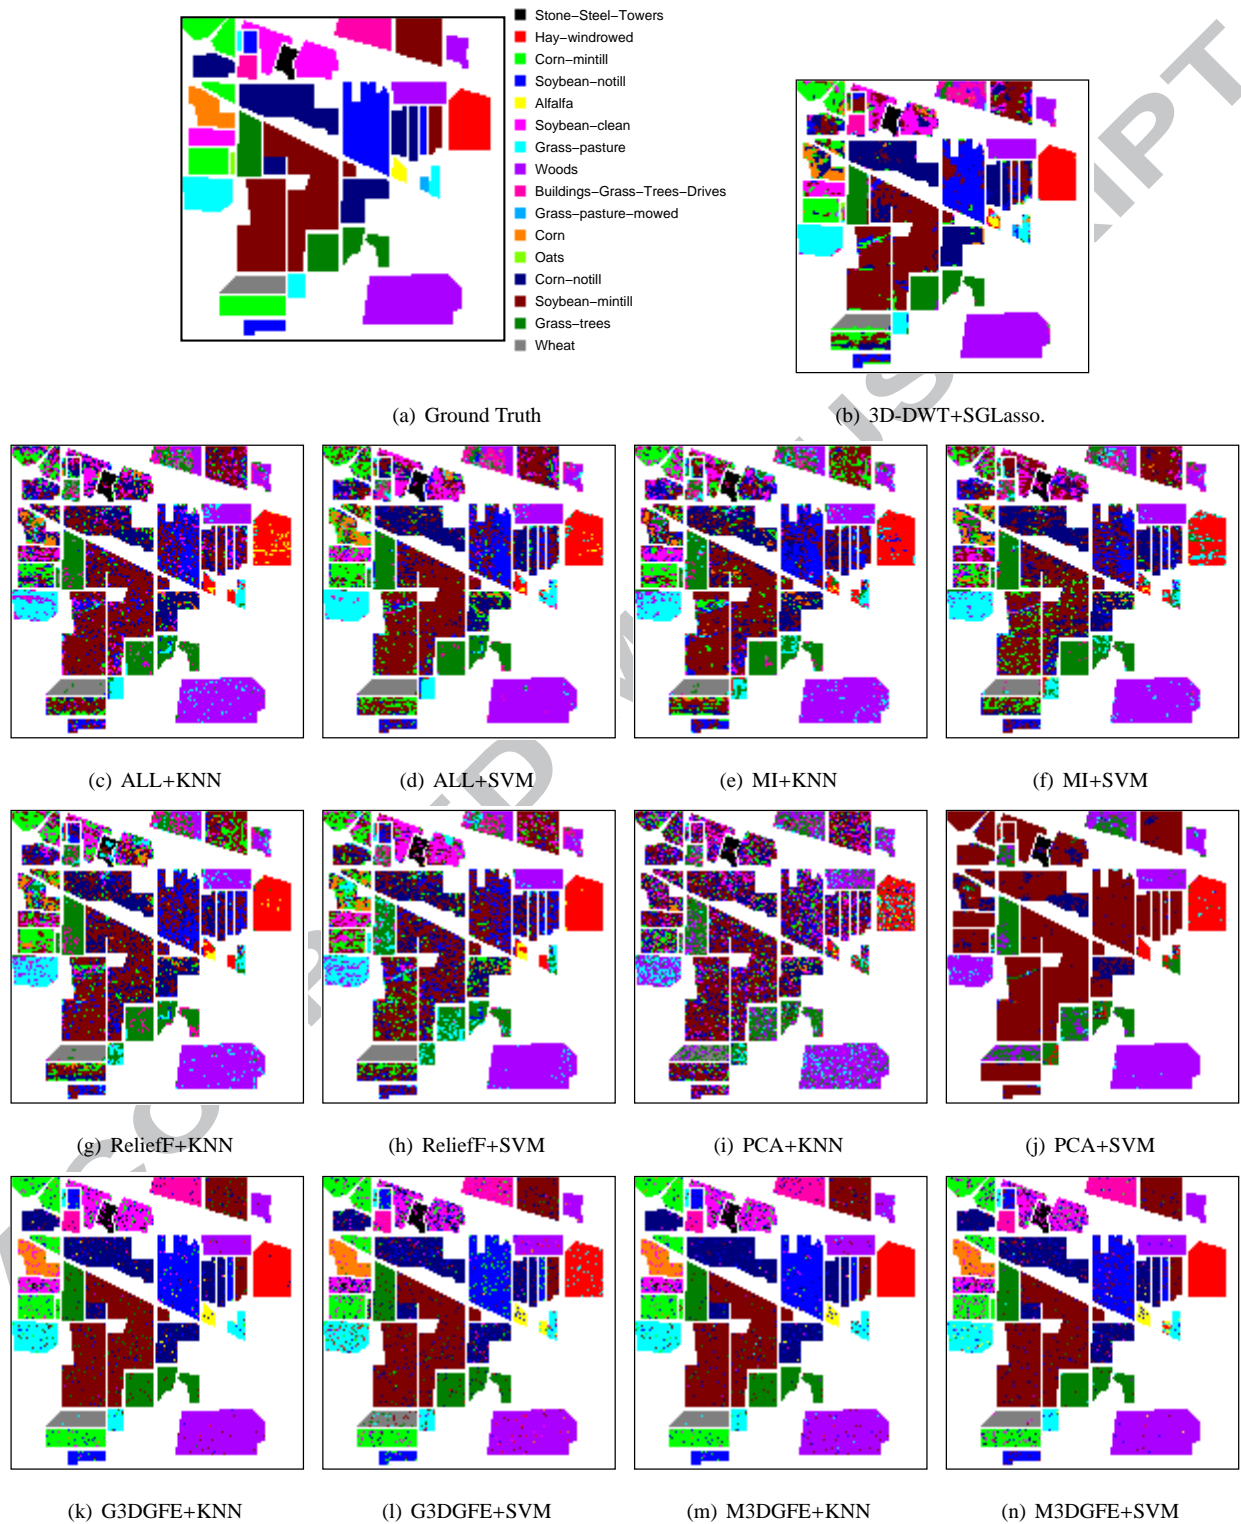 Stone−Steel−Towers
Hay−windrowed
Corn−mintill
Soybean−notill
Alfalfa
Soybean−clean
Grass−pasture
Woods
Buildings−Grass−Trees−Drives
Grass−pasture−mowed
Corn
Oats
Corn−notill
Soybean−mintill
Grass−trees
Wheat
(a) Ground Truth
(b) 3D-DWT+SGLasso.
(c) ALL+KNN
(d) ALL+SVM
(e) MI+KNN
(f) MI+SVM
(g) ReliefF+KNN
(h) ReliefF+SVM
(i) PCA+KNN
(j) PCA+SVM
(k) G3DGFE+KNN
(l) G3DGFE+SVM
(m) M3DGFE+KNN
(n) M3DGFE+SVM